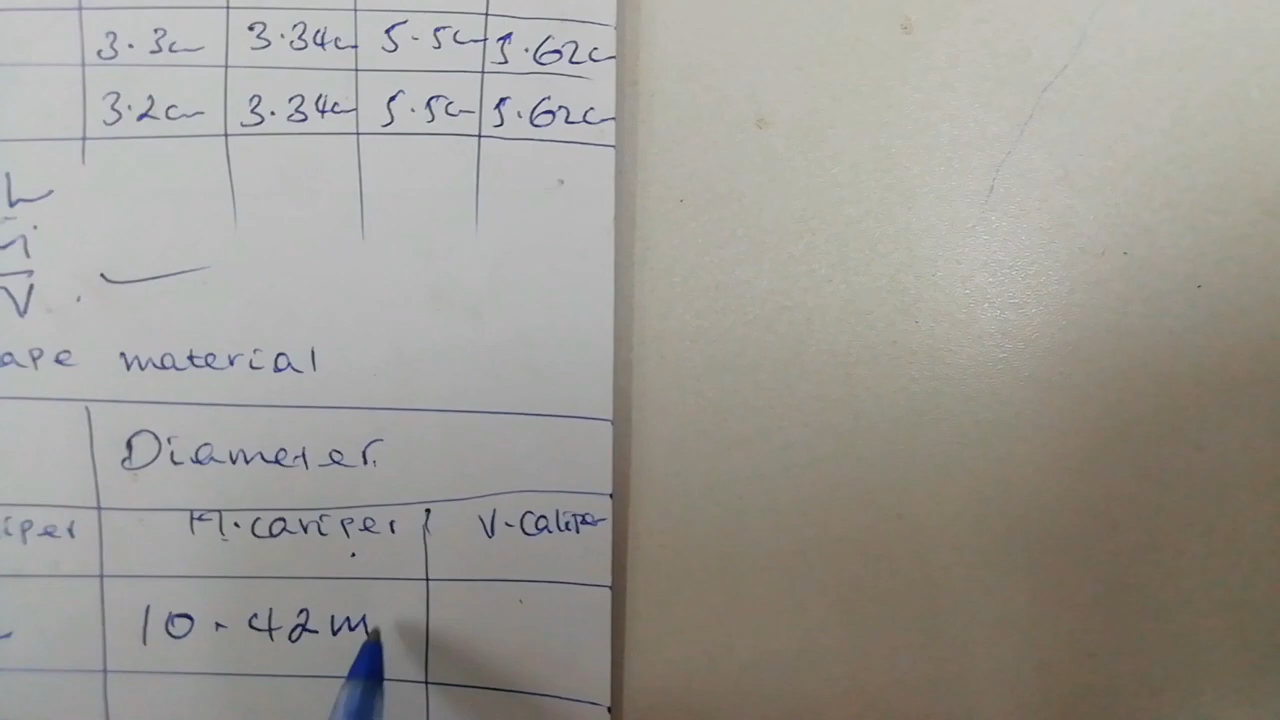 3.3cm 3.34cm 5.5cm 5.62cm
3.2cm 3.34cm 5.5cm 5.62cm
ape material
Diameter
iper M.caliper V-Caliper
10.42m